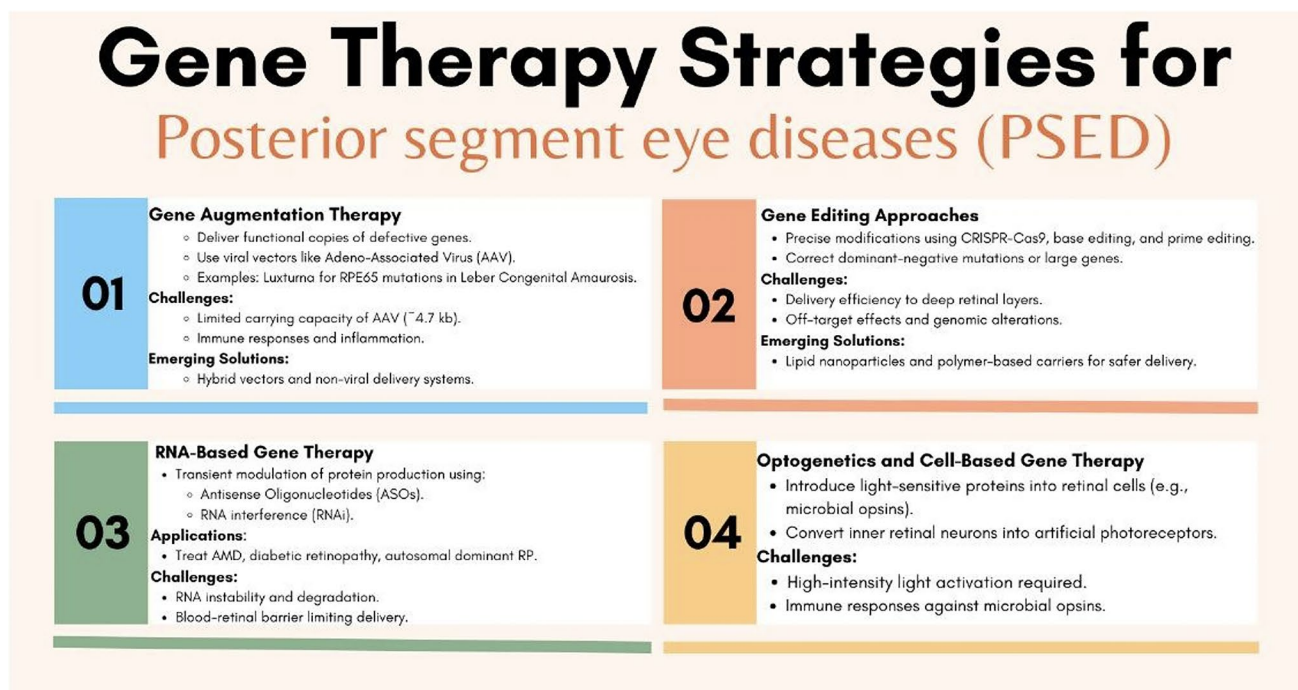 Gene Therapy Strategies for
Posterior segment eye diseases (PSED)
01
Gene Augmentation Therapy
◦ Deliver functional copies of defective genes.
◦ Use viral vectors like Adeno-Associated Virus (AAV).
◦ Examples: Luxturna for RPE65 mutations in Leber Congenital Amaurosis.
Challenges:
◦ Limited carrying capacity of AAV (~4.7 kb).
◦ Immune responses and inflammation.
Emerging Solutions:
◦ Hybrid vectors and non-viral delivery systems.
02
Gene Editing Approaches
• Precise modifications using CRISPR-Cas9, base editing, and prime editing.
• Correct dominant-negative mutations or large genes.
Challenges:
• Delivery efficiency to deep retinal layers.
• Off-target effects and genomic alterations.
Emerging Solutions:
• Lipid nanoparticles and polymer-based carriers for safer delivery.
03
RNA-Based Gene Therapy
• Transient modulation of protein production using:
◦ Antisense Oligonucleotides (ASOs).
◦ RNA interference (RNAi).
Applications:
• Treat AMD, diabetic retinopathy, autosomal dominant RP.
Challenges:
• RNA instability and degradation.
• Blood-retinal barrier limiting delivery.
04
Optogenetics and Cell-Based Gene Therapy
• Introduce light-sensitive proteins into retinal cells (e.g.,
microbial opsins).
• Convert inner retinal neurons into artificial photoreceptors.
Challenges:
• High-intensity light activation required.
• Immune responses against microbial opsins.